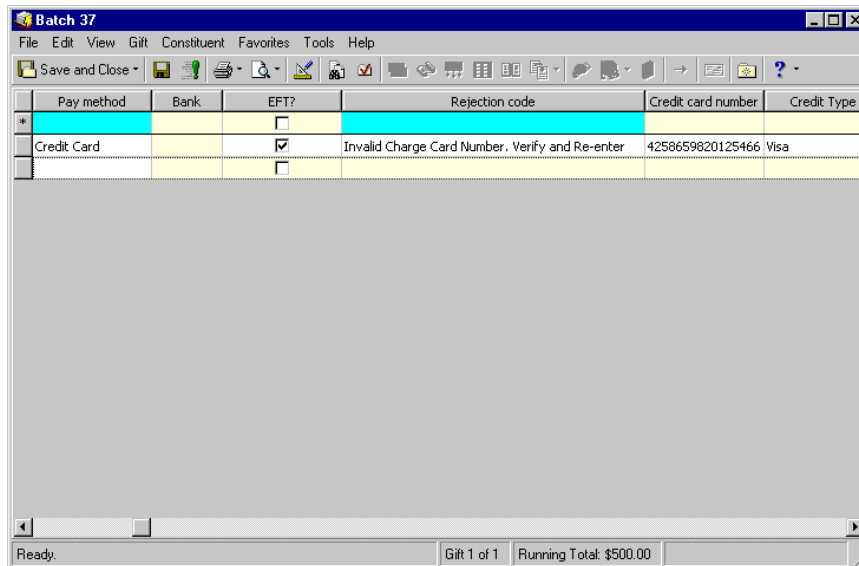 Batch 37
File Edit View Gift Constituent Favorites Tools Help
Save and Close
Pay method Bank EFT? Rejection code Credit card number Credit Type
*
Credit Card Invalid Charge Card Number. Verify and Re-enter 4258659820125466 Visa
Ready. Gift 1 of 1 Running Total: $500.00